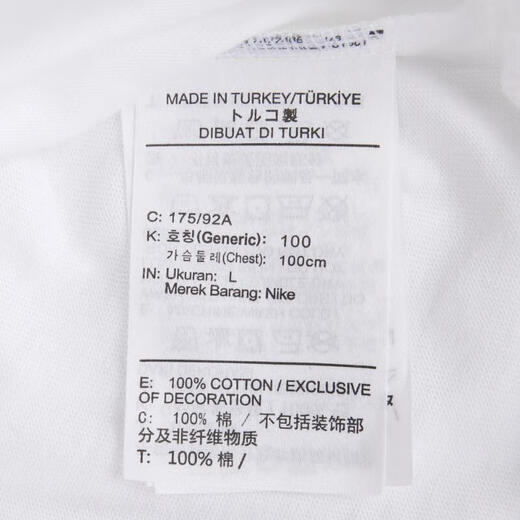 MADE IN TURKEY/TÜRKİYE
トルコ製
DIBUAT DI TURKI
C: 175/92A
K: 호칭(Generic): 100
가슴둘레(Chest): 100cm
IN: Ukuran: L
Merek Barang: Nike
E: 100% COTTON / EXCLUSIVE
OF DECORATION
C: 100% 棉 / 不包括装饰部
分及非纤维物质
T: 100% 棉 /